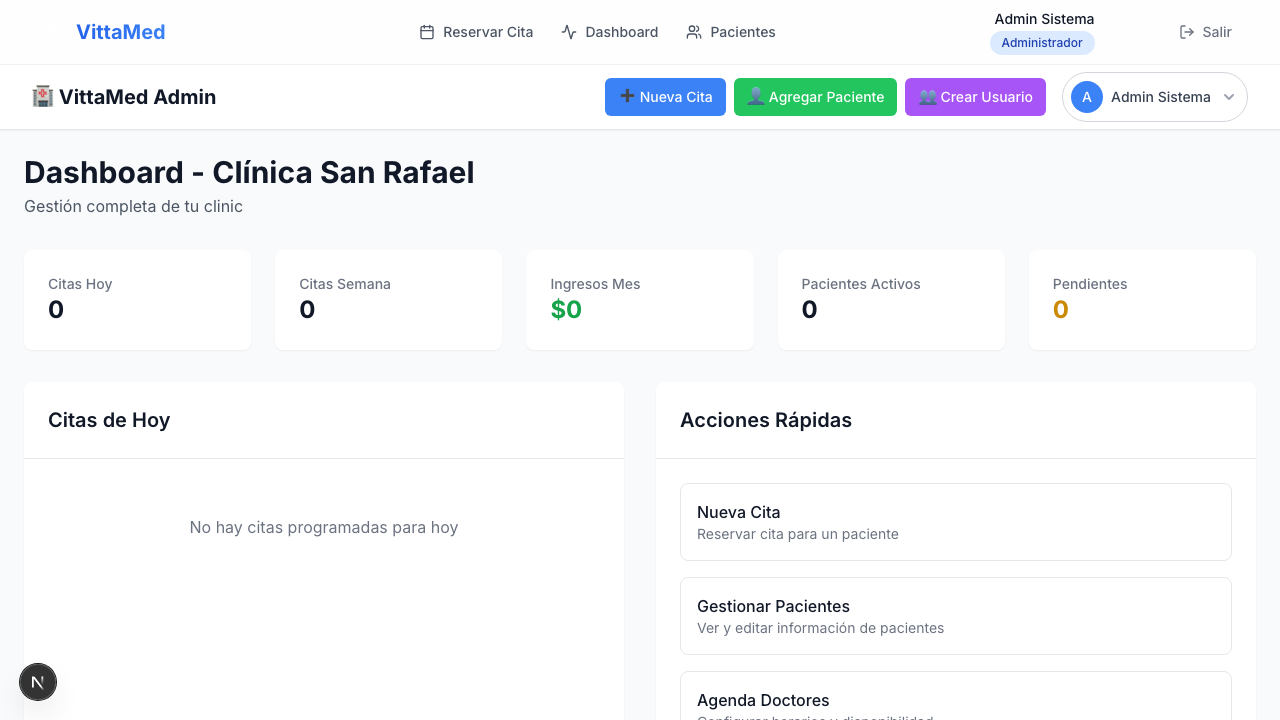 VittaMed
Reservar Cita
Dashboard
Pacientes
Admin Sistema
Administrador
Salir
VittaMed Admin
Nueva Cita
Agregar Paciente
Crear Usuario
A
Admin Sistema
Dashboard - Clínica San Rafael
Gestión completa de tu clinic
Citas Hoy
0
Citas Semana
0
Ingresos Mes
$0
Pacientes Activos
0
Pendientes
0
Citas de Hoy
No hay citas programadas para hoy
Acciones Rápidas
Nueva Cita
Reservar cita para un paciente
Gestionar Pacientes
Ver y editar información de pacientes
Agenda Doctores
Configurar horarios y disponibilidad
N